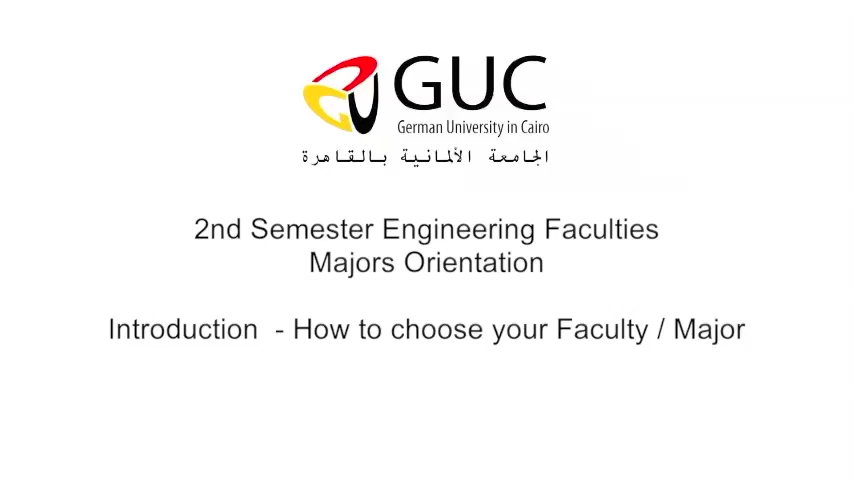 GUC
German University in Cairo
الجامعة الألمانية بالقاهرة
2nd Semester Engineering Faculties
Majors Orientation
Introduction - How to choose your Faculty / Major